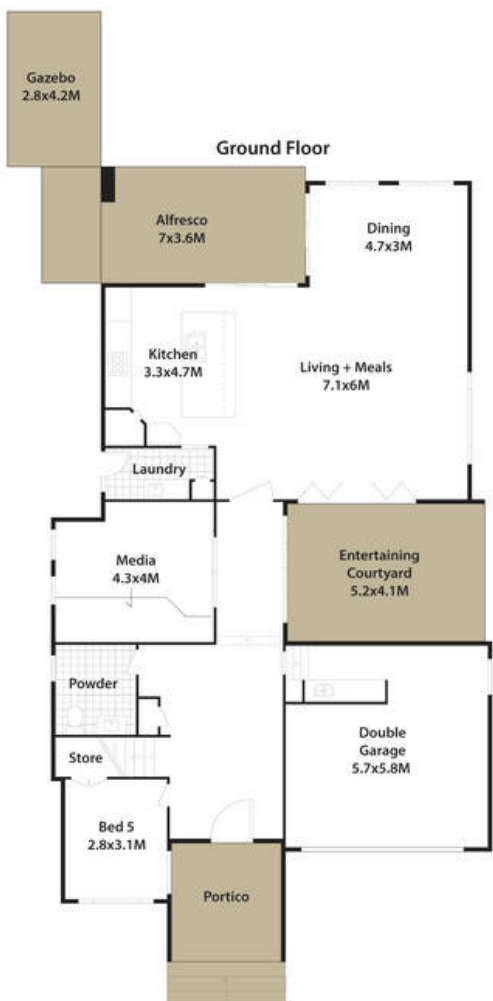 Gazebo
2.8x4.2M
Ground Floor
Alfresco
7x3.6M
Dining
4.7x3M
Kitchen
3.3x4.7M
Living + Meals
7.1x6M
Laundry
Media
4.3x4M
Entertaining
Courtyard
5.2x4.1M
Powder
Store
Double
Garage
5.7x5.8M
Bed 5
2.8x3.1M
Portico